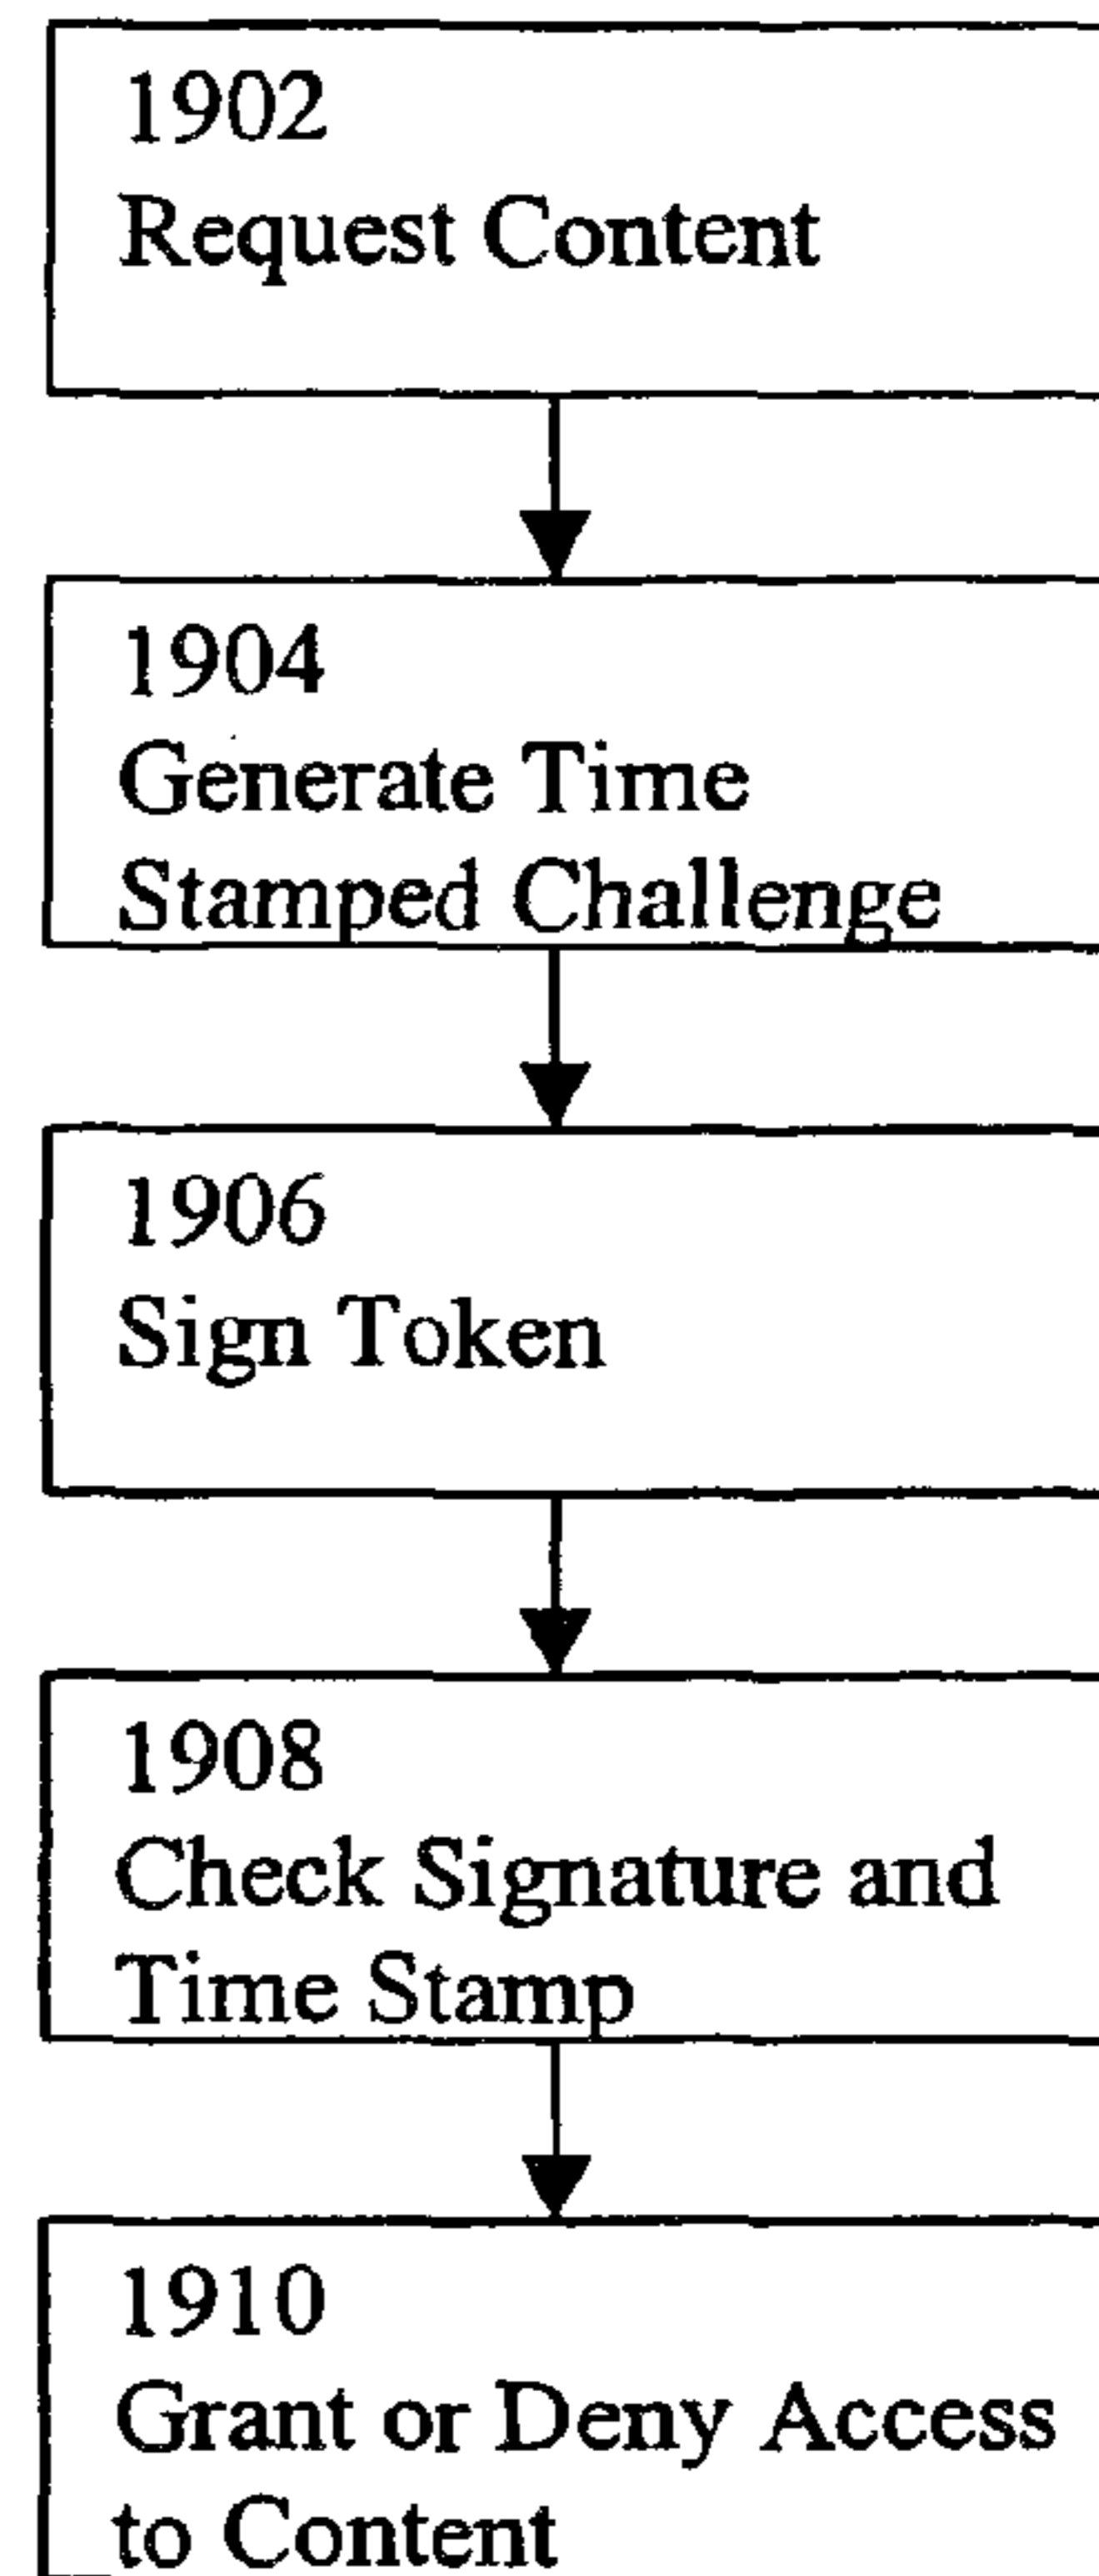 1902
Request Content
1904
Generate Time
Stamped Challenge
1906
Sign Token
1908
Check Signature and
Time Stamp
1910
Grant or Deny Access
to Content